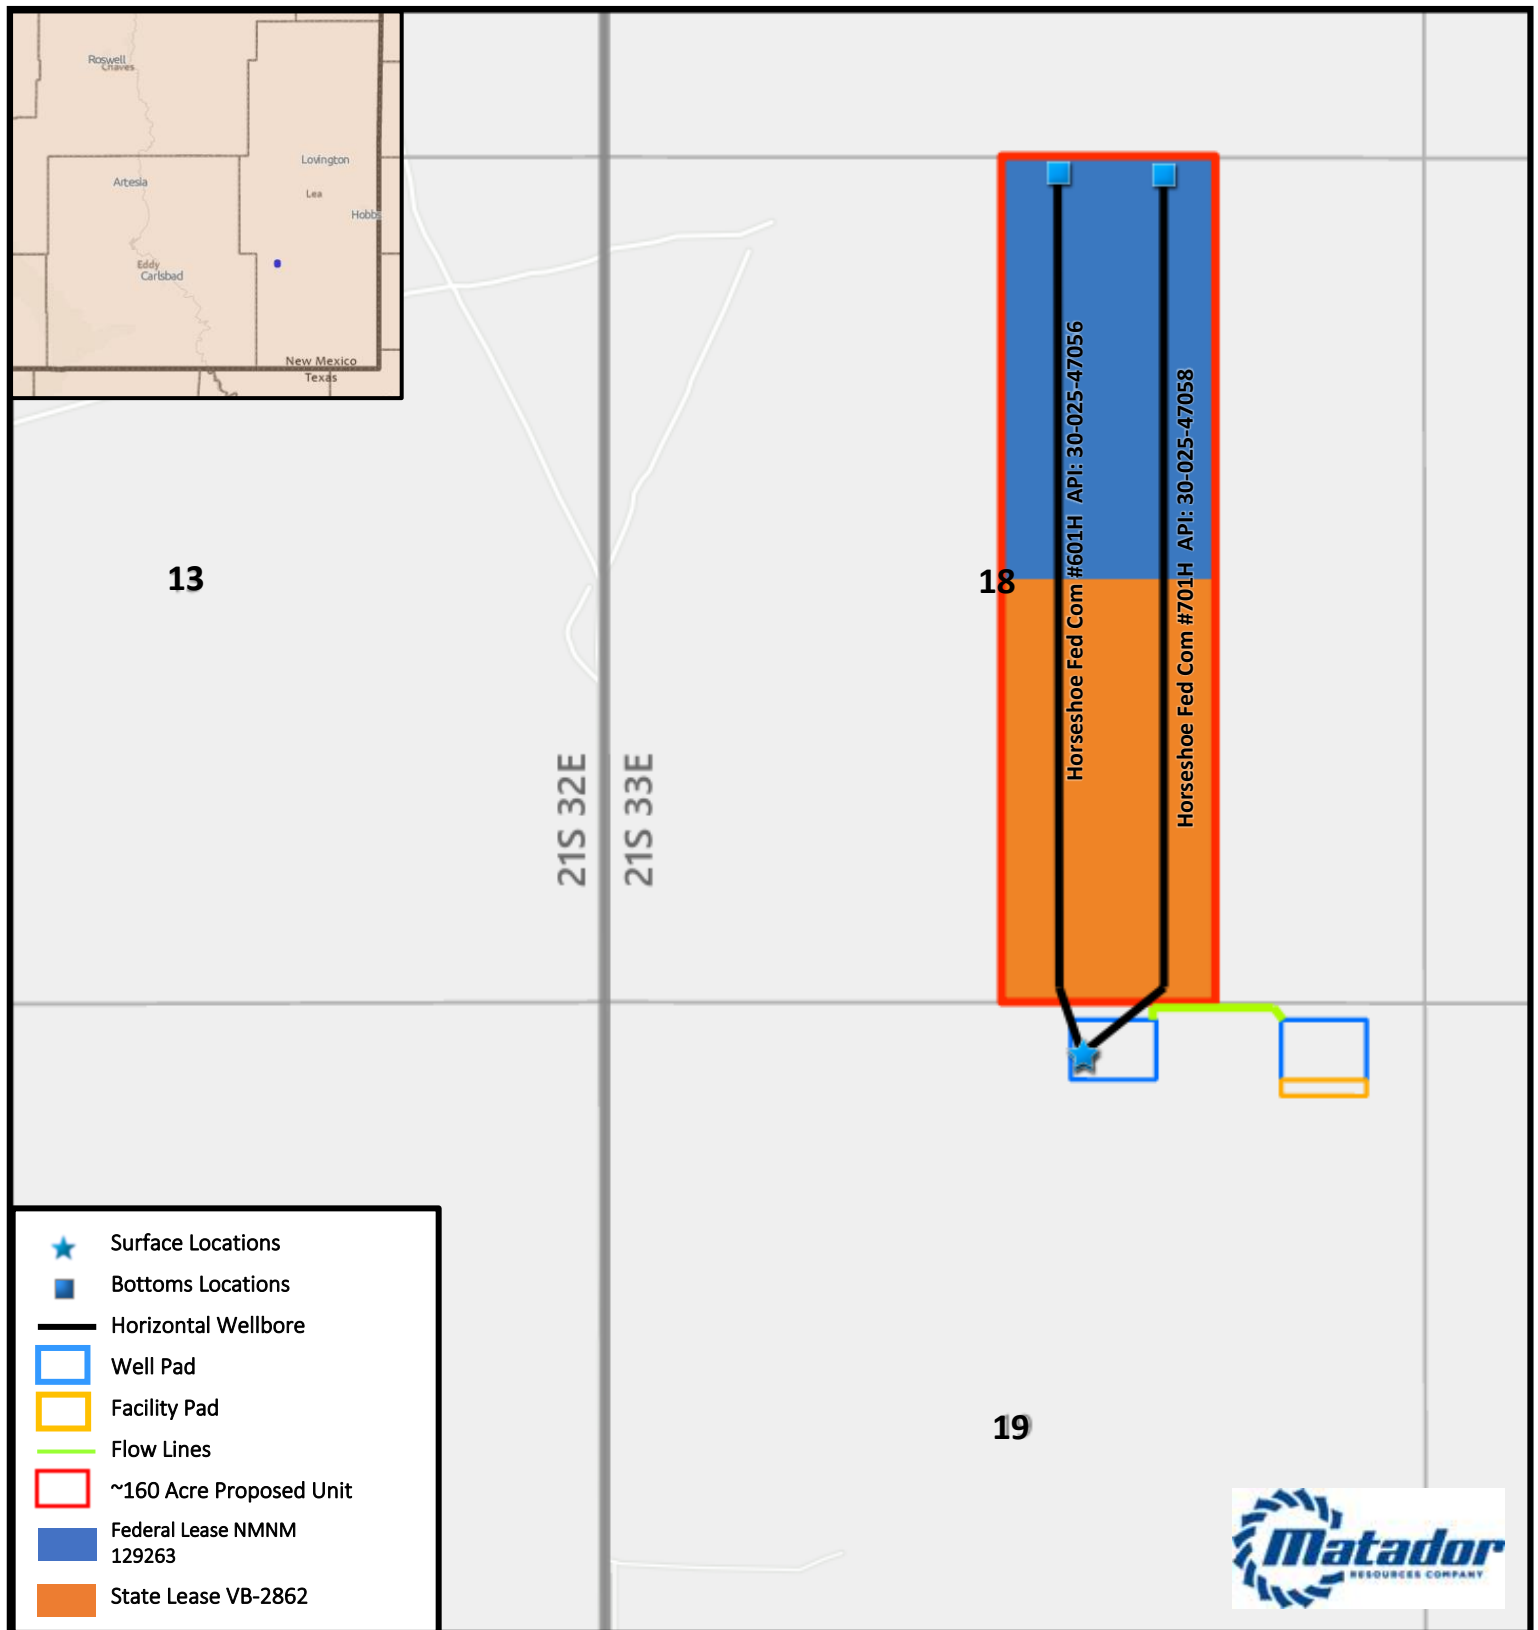 Roswell
Chaves
Lovington
Artesia
Lea
Hobbs
Eddy
Carlsbad
New Mexico
Texas
13
18
Horseshoe Fed Com #601H API: 30-025-47056
Horseshoe Fed Com #701H API: 30-025-47058
21S 32E
21S 33E
19
Surface Locations
Bottoms Locations
Horizontal Wellbore
Well Pad
Facility Pad
Flow Lines
~160 Acre Proposed Unit
Federal Lease NMNM
129263
State Lease VB-2862
Matador
RESOURCES COMPANY